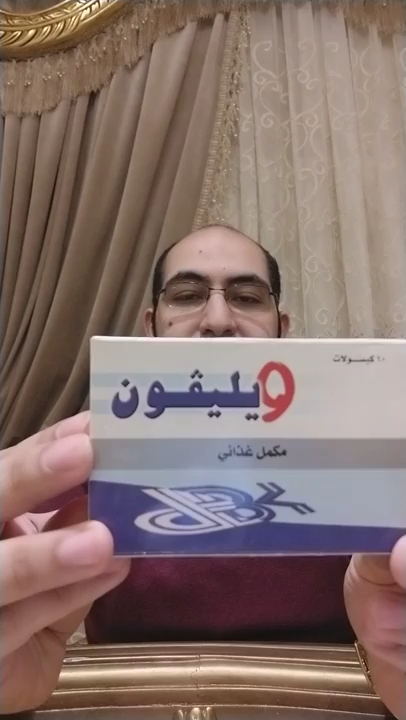 ١٠ كبسولات
ويليڤون
مكمل غذائي